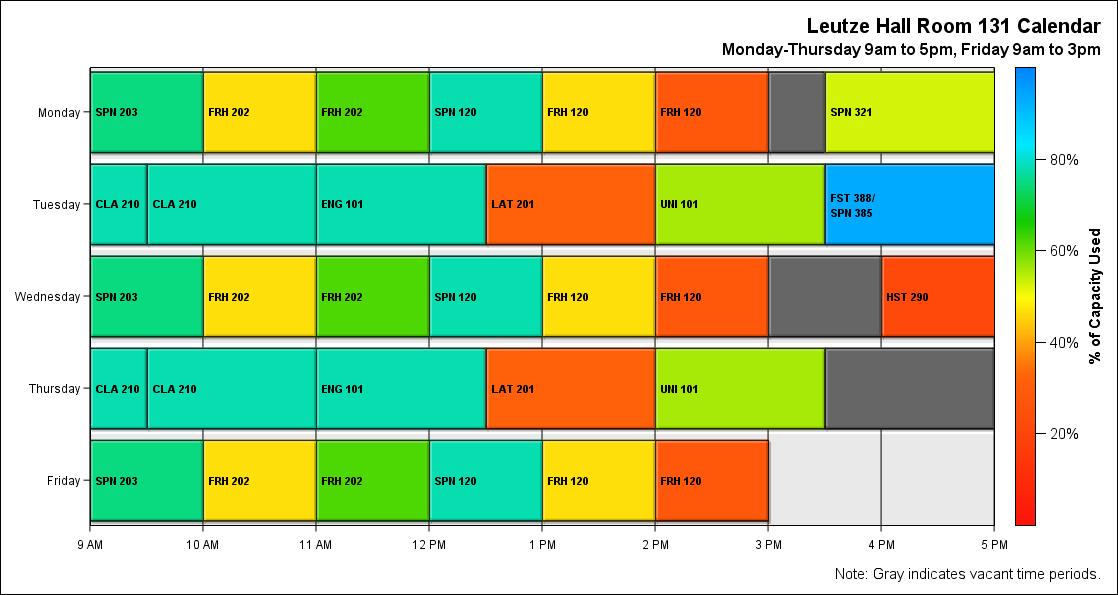 Leutze Hall Room 131 Calendar
Monday-Thursday 9am to 5pm, Friday 9am to 3pm
Monday
SPN 203
FRH 202
FRH 202
SPN 120
FRH 120
FRH 120
SPN 321
Tuesday
CLA 210
CLA 210
ENG 101
LAT 201
UNI 101
FST 388/
SPN 385
Wednesday
SPN 203
FRH 202
FRH 202
SPN 120
FRH 120
FRH 120
HST 290
Thursday
CLA 210
CLA 210
ENG 101
LAT 201
UNI 101
Friday
SPN 203
FRH 202
FRH 202
SPN 120
FRH 120
FRH 120
9 AM
10 AM
11 AM
12 PM
1 PM
2 PM
3 PM
4 PM
5 PM
80%
60%
40%
20%
% of Capacity Used
Note: Gray indicates vacant time periods.